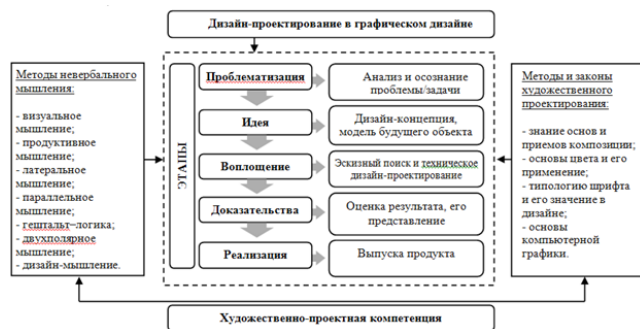 Дизайн-проектирование в графическом дизайне
Методы невербального
мышления:
- визуальное
мышление;
- продуктивное
мышление;
- латеральное
мышление;
- параллельное
мышление;
- гештальт–логика;
- двухполярное
мышление;
- дизайн-мышление.
ЭТАПЫ
Проблематизация
Анализ и осознание
проблемы/задачи
Идея
Дизайн-концепция,
модель будущего объекта
Воплощение
Эскизный поиск и техническое
дизайн-проектирование
Доказательства
Оценка результата, его
представление
Реализация
Выпуска продукта
Методы и законы
художественного
проектирования:
- знание основ и
приемов композиции;
- основы цвета и его
применение;
- типологию шрифта
и его значение в
дизайне;
- основы
компьютерной
графики.
Художественно-проектная компетенция